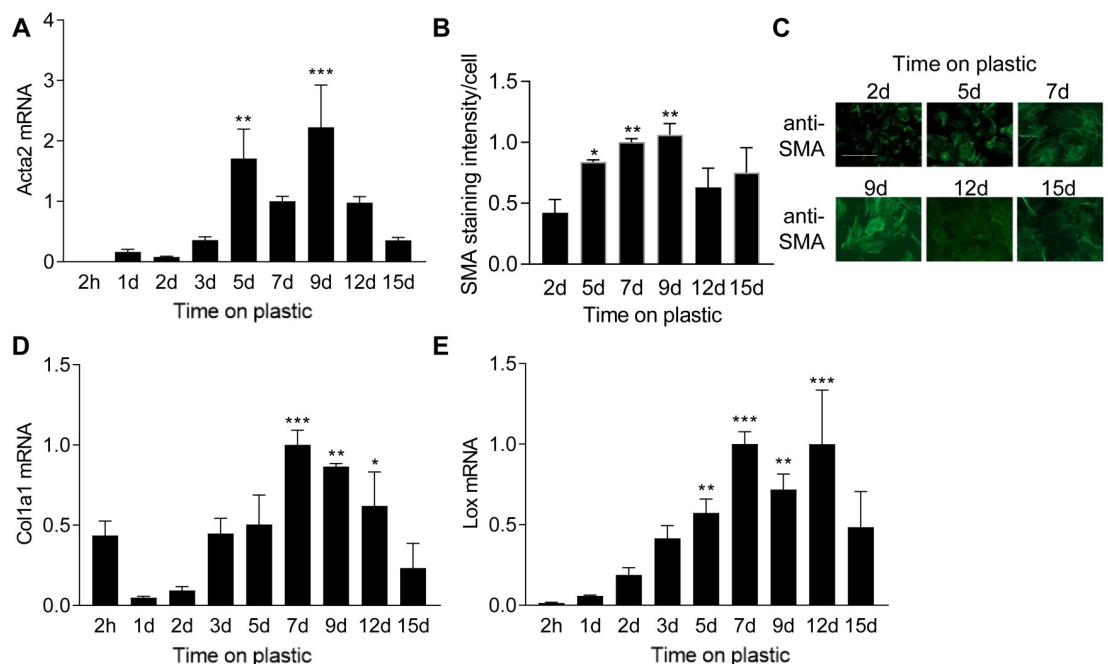 A
Acta2 mRNA
4
3
2
1
0
**
***
2h 1d 2d 3d 5d 7d 9d 12d 15d
Time on plastic
B
SMA staining intensity/cell
1.5
1.0
0.5
0.0
*
**
**
2d 5d 7d 9d 12d 15d
Time on plastic
C
Time on plastic
2d 5d 7d
anti-
SMA
9d 12d 15d
anti-
SMA
D
Col1a1 mRNA
1.5
1.0
0.5
0.0
***
**
*
2h 1d 2d 3d 5d 7d 9d 12d 15d
Time on plastic
E
Lox mRNA
1.5
1.0
0.5
0.0
**
***
**
***
2h 1d 2d 3d 5d 7d 9d 12d 15d
Time on plastic